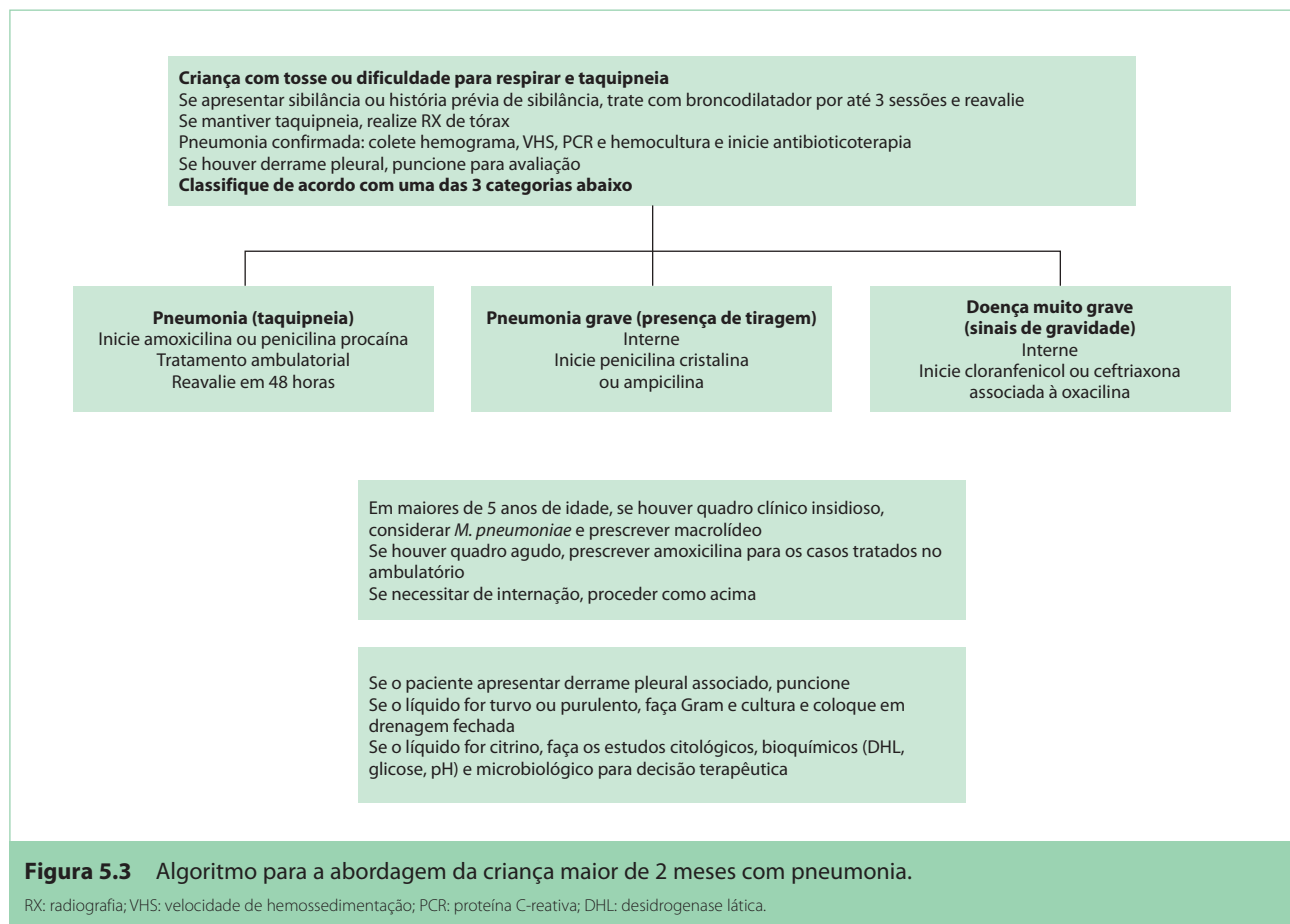 Criança com tosse ou dificuldade para respirar e taquipneia
Se apresentar sibilância ou história prévia de sibilância, trate com broncodilatador por até 3 sessões e reavalie
Se mantiver taquipneia, realize RX de tórax
Pneumonia confirmada: colete hemograma, VHS, PCR e hemocultura e inicie antibioticoterapia
Se houver derrame pleural, puncione para avaliação
Classifique de acordo com uma das 3 categorias abaixo
Pneumonia (taquipneia)
Inicie amoxicilina ou penicilina procaína
Tratamento ambulatorial
Reavalie em 48 horas
Pneumonia grave (presença de tiragem)
Interne
Inicie penicilina cristalina
ou ampicilina
Doença muito grave
(sinais de gravidade)
Interne
Inicie cloranfenicol ou ceftriaxona
associada à oxacilina
Em maiores de 5 anos de idade, se houver quadro clínico insidioso,
considerar M. pneumoniae e prescrever macrolídeo
Se houver quadro agudo, prescrever amoxicilina para os casos tratados no
ambulatório
Se necessitar de internação, proceder como acima
Se o paciente apresentar derrame pleural associado, puncione
Se o líquido for turvo ou purulento, faça Gram e cultura e coloque em
drenagem fechada
Se o líquido for citrino, faça os estudos citológicos, bioquímicos (DHL,
glicose, pH) e microbiológico para decisão terapêutica
Figura 5.3 Algoritmo para a abordagem da criança maior de 2 meses com pneumonia.
RX: radiografia; VHS: velocidade de hemossedimentação; PCR: proteína C-reativa; DHL: desidrogenase lática.